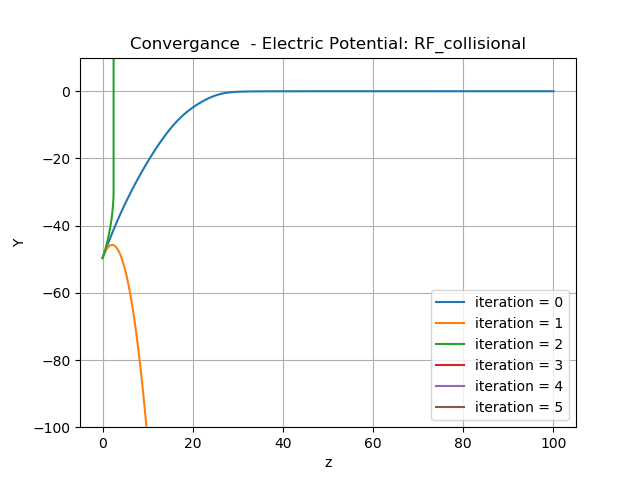 Convergance  - Electric Potential: RF_collisional
0
−20
−40
−60
−80
−100
Y
0
20
40
60
80
100
z
iteration = 0
iteration = 1
iteration = 2
iteration = 3
iteration = 4
iteration = 5